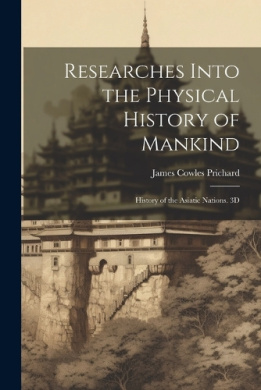 Researches Into
the Physical
History of
Mankind
James Cowles Prichard
History of the Asiatic Nations. 3D